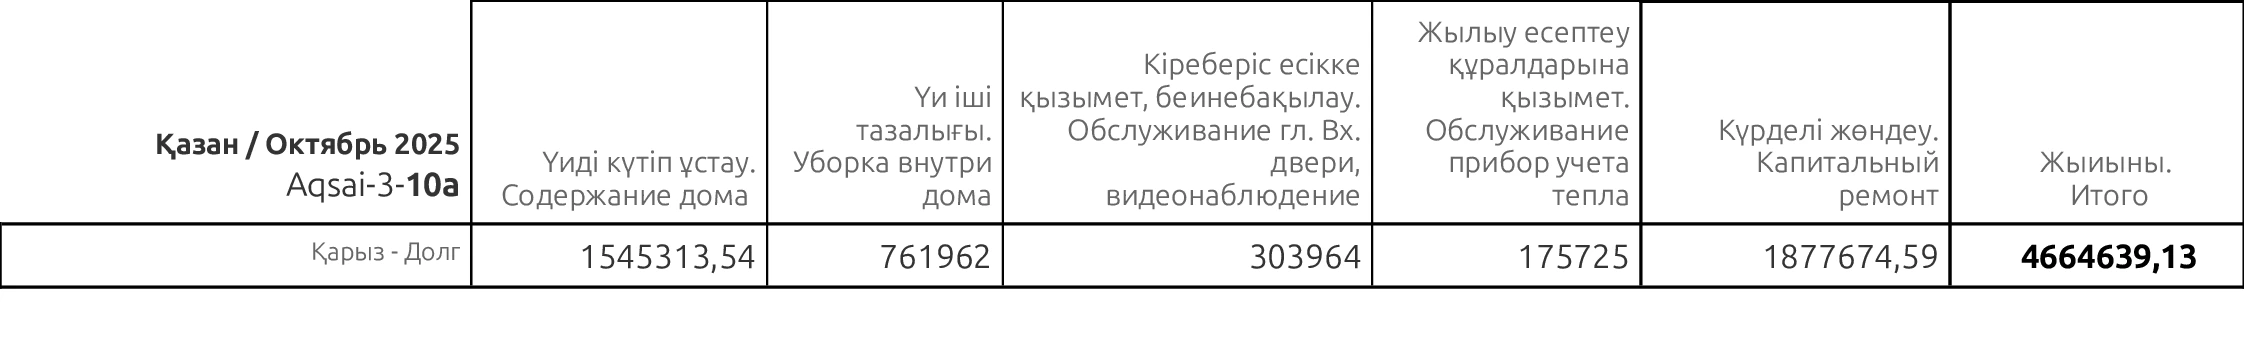 Қазан / Октябрь 2025
Aqsai-3-10а
Үиді күтіп ұстау.
Содержание дома
Үи іші
тазалығы.
Уборка внутри
дома
Кіреберіс есікке
қызымет, беинебақылау.
Обслуживание гл. Вх.
двери,
видеонаблюдение
Жылыу есептеу
құралдарына
қызымет.
Обслуживание
прибор учета
тепла
Күрделі жөндеу.
Капитальный
ремонт
Жыиыны.
Итого
Қарыз - Долг
1545313,54
761962
303964
175725
1877674,59
4664639,13